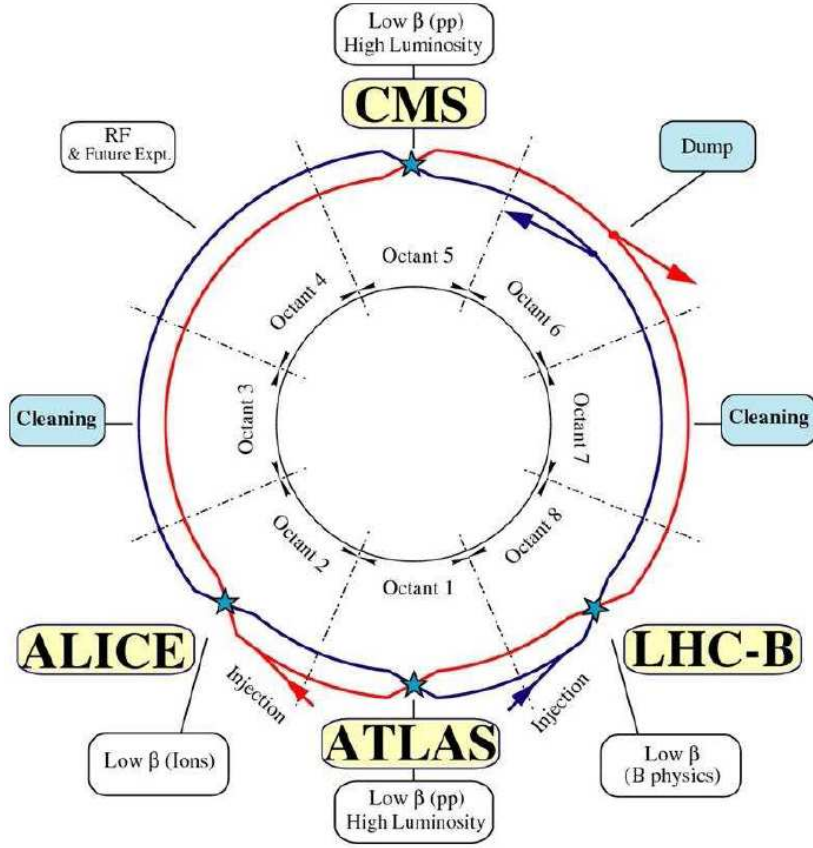 Low β (pp)
High Luminosity
CMS
RF
& Future Expt.
Dump
Octant 5
Octant 4
Octant 6
Cleaning
Octant 3
Octant 7
Cleaning
Octant 2
Octant 8
Octant 1
ALICE
LHC-B
Injection
Injection
ATLAS
Low β (Ions)
Low β
(B physics)
Low β (pp)
High Luminosity